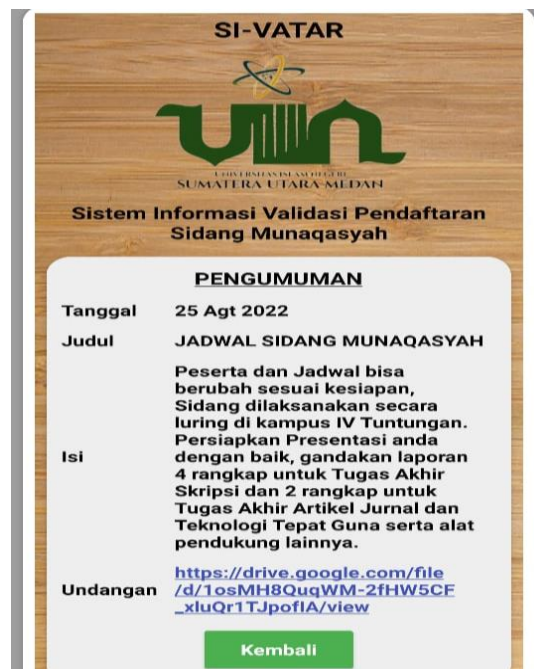 SI-VATAR
UNIVERSITAS ISLAM NEGERI
SUMATERA UTARA MEDAN
Sistem Informasi Validasi Pendaftaran
Sidang Munaqasyah
PENGUMUMAN
Tanggal 25 Agt 2022
Judul JADWAL SIDANG MUNAQASYAH
Peserta dan Jadwal bisa
berubah sesuai kesiapan,
Sidang dilaksanakan secara
luring di kampus IV Tuntungan.
Persiapkan Presentasi anda
Isi dengan baik, gandakan laporan
4 rangkap untuk Tugas Akhir
Skripsi dan 2 rangkap untuk
Tugas Akhir Artikel Jurnal dan
Teknologi Tepat Guna serta alat
pendukung lainnya.
https://drive.google.com/file
Undangan /d/1osMH8QuqWM-2fHW5CF
_xluQr1TJpofIA/view
Kembali